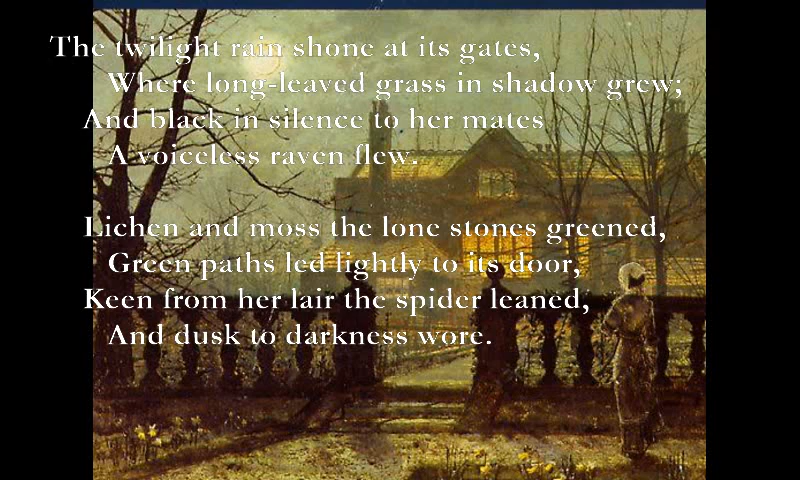 The twilight rain shone at its gates,
Where long-leaved grass in shadow grew;
And black in silence to her mates
A voiceless raven flew.

Lichen and moss the lone stones greened,
Green paths led lightly to its door,
Keen from her lair the spider leaned,
And dusk to darkness wore.